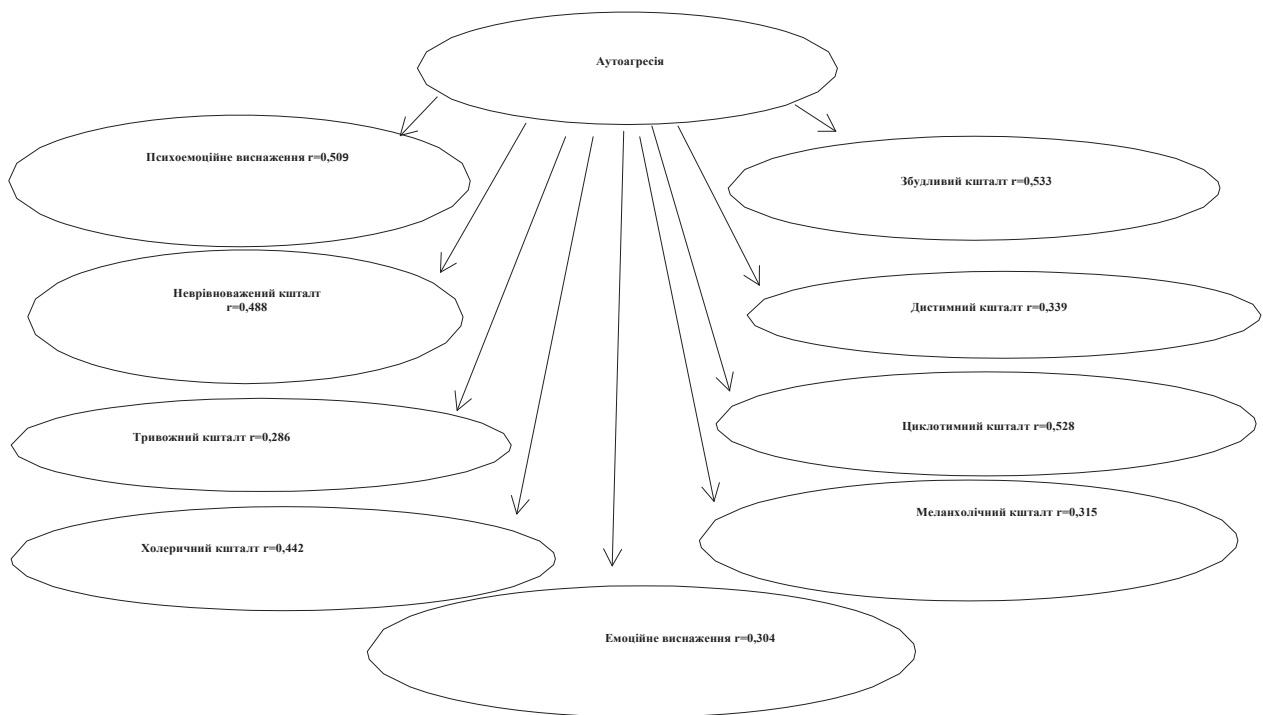 Аутоагресія
Психоемоційне виснаження r=0,509
Збудливий кшталт r=0,533
Неврівноважений кшталт
r=0,488
Дистимний кшталт r=0,339
Тривожний кшталт r=0,286
Циклотимний кшталт r=0,528
Холеричний кшталт r=0,442
Меланхолічний кшталт r=0,315
Емоційне виснаження r=0,304